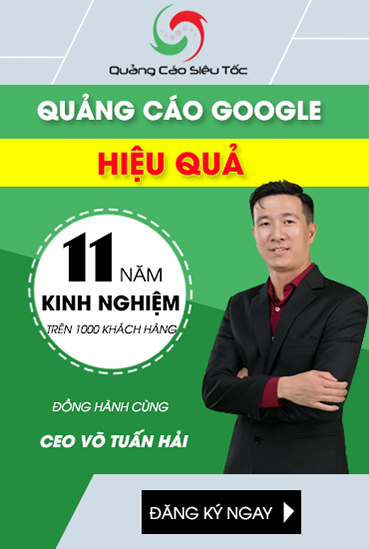 Quảng Cáo Siêu Tốc
QUẢNG CÁO GOOGLE
HIỆU QUẢ
11 NĂM
KINH NGHIỆM
TRÊN 1000 KHÁCH HÀNG
ĐỒNG HÀNH CÙNG
CEO VÕ TUẤN HẢI
ĐĂNG KÝ NGAY